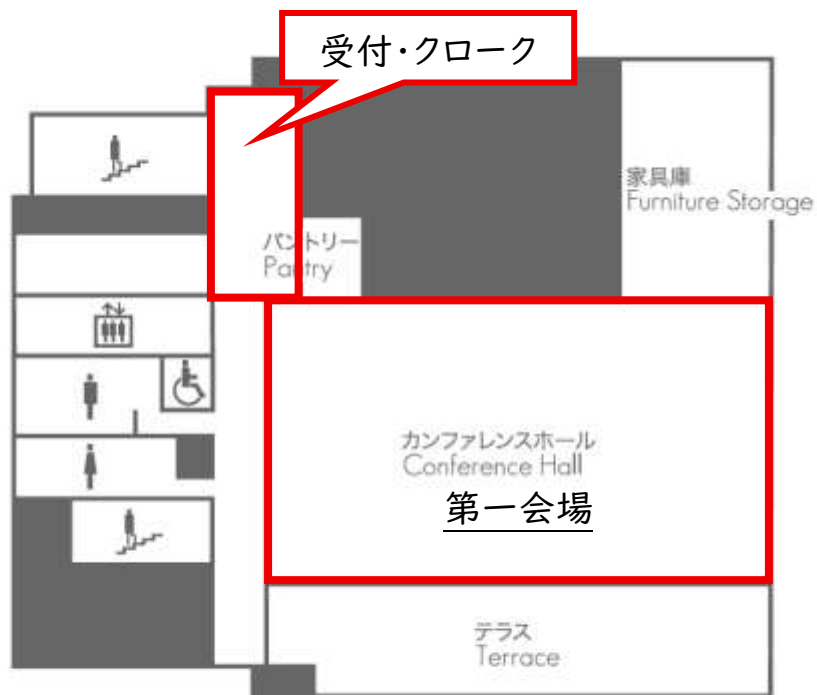 受付・クローク
家具庫
Furniture Storage
パントリー
Pantry
カンファレンスホール
Conference Hall
第一会場
テラス
Terrace